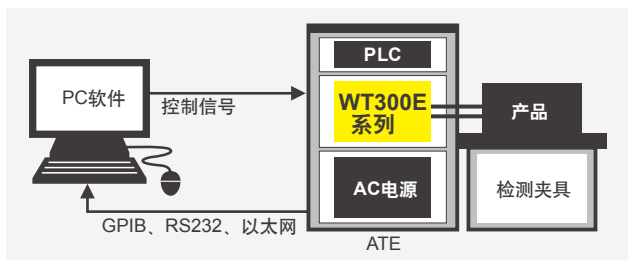 PLC
PC软件
控制信号
WT300E
系列
产品
AC电源
检测夹具
GPIB、RS232、以太网
ATE